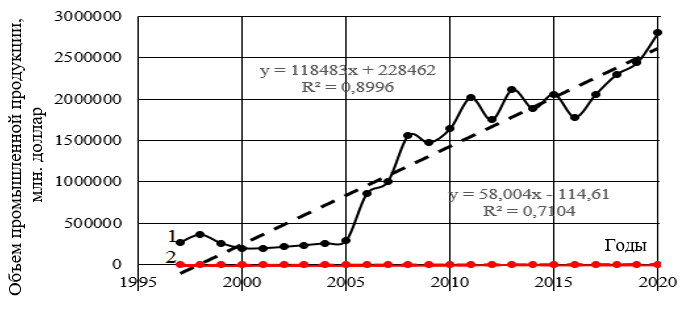 Объем промышленной продукции,
млн. доллар
3000000
2500000
2000000
1500000
1000000
500000
0
y = 118483x + 228462
R² = 0,8996
y = 58,004x - 114,61
R² = 0,7104
1
2
Годы
1995
2000
2005
2010
2015
2020